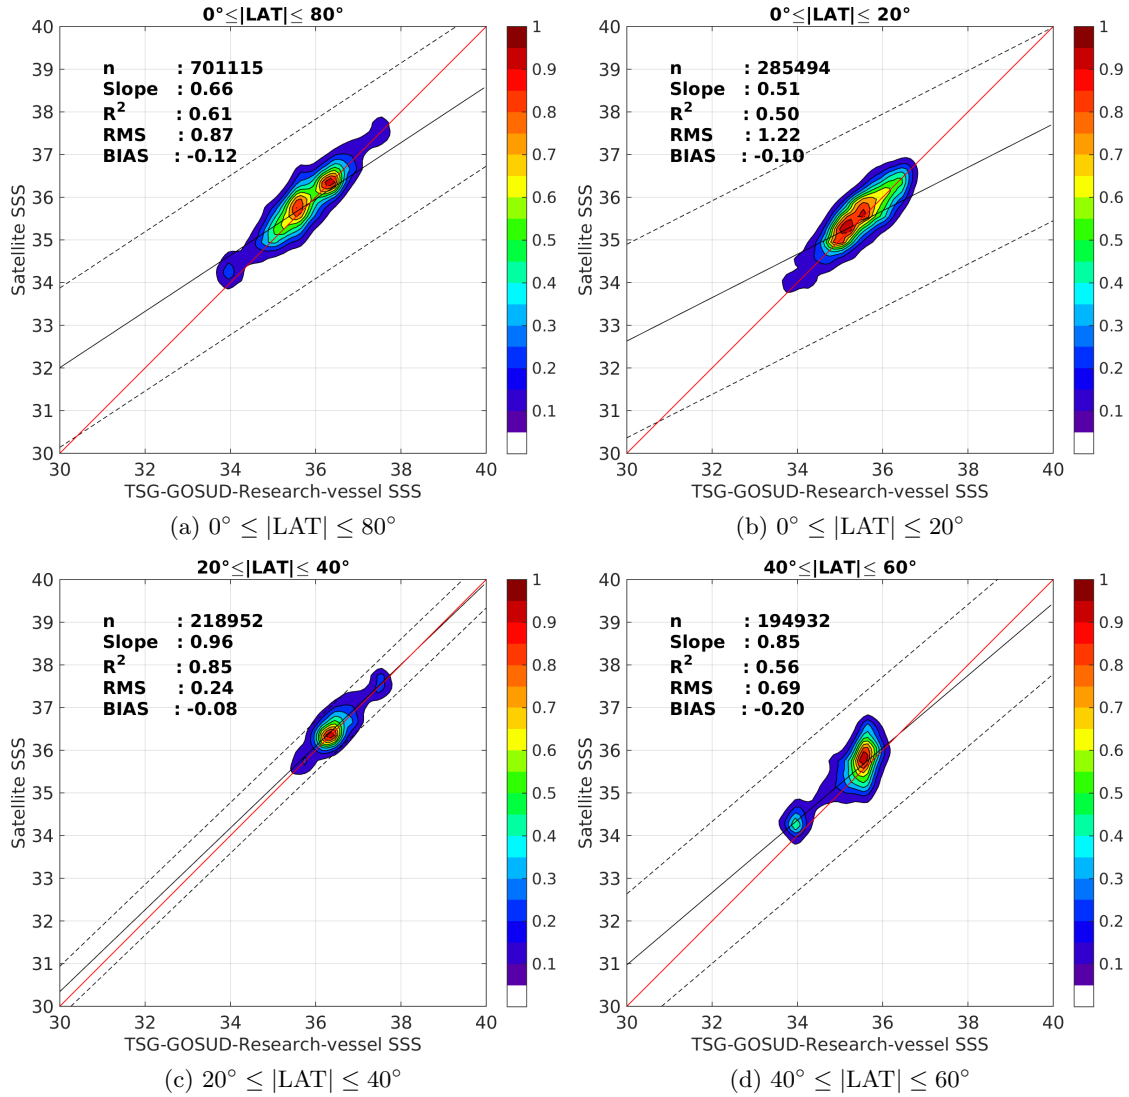 0°≤|LAT|≤ 80°
n : 701115
Slope : 0.66
R² : 0.61
RMS : 0.87
BIAS : -0.12
Satellite SSS
40
39
38
37
36
35
34
33
32
31
30
30 32 34 36 38 40
TSG-GOSUD-Research-vessel SSS
1
0.9
0.8
0.7
0.6
0.5
0.4
0.3
0.2
0.1
(a) 0° ≤ |LAT| ≤ 80°
0°≤|LAT|≤ 20°
n : 285494
Slope : 0.51
R² : 0.50
RMS : 1.22
BIAS : -0.10
Satellite SSS
40
39
38
37
36
35
34
33
32
31
30
30 32 34 36 38 40
TSG-GOSUD-Research-vessel SSS
1
0.9
0.8
0.7
0.6
0.5
0.4
0.3
0.2
0.1
(b) 0° ≤ |LAT| ≤ 20°
20°≤|LAT|≤ 40°
n : 218952
Slope : 0.96
R² : 0.85
RMS : 0.24
BIAS : -0.08
Satellite SSS
40
39
38
37
36
35
34
33
32
31
30
30 32 34 36 38 40
TSG-GOSUD-Research-vessel SSS
1
0.9
0.8
0.7
0.6
0.5
0.4
0.3
0.2
0.1
(c) 20° ≤ |LAT| ≤ 40°
40°≤|LAT|≤ 60°
n : 194932
Slope : 0.85
R² : 0.56
RMS : 0.69
BIAS : -0.20
Satellite SSS
40
39
38
37
36
35
34
33
32
31
30
30 32 34 36 38 40
TSG-GOSUD-Research-vessel SSS
1
0.9
0.8
0.7
0.6
0.5
0.4
0.3
0.2
0.1
(d) 40° ≤ |LAT| ≤ 60°